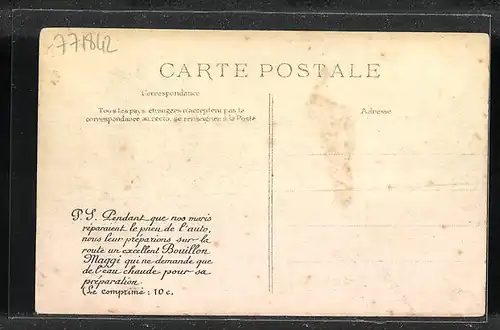 771842
CARTE POSTALE
Correspondance
Tous les pays étrangers n'acceptent pas la
correspondance au recto, se renseigner à la Poste
Adresse
P. S. Pendant que nos maris
réparaient le pneu de l'auto,
nous leur préparions sur la
route un excellent Bouillon
Maggi qui ne demande que
de l'eau chaude pour sa
préparation.
(Le comprimé : 10 c.